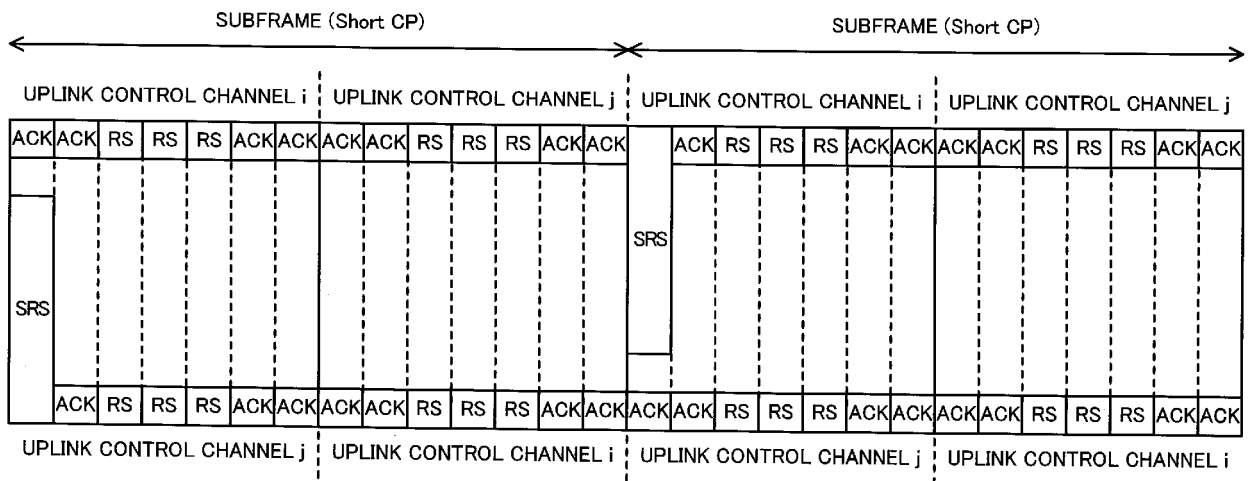 SUBFRAME (Short CP) SUBFRAME (Short CP)
UPLINK CONTROL CHANNEL i UPLINK CONTROL CHANNEL j UPLINK CONTROL CHANNEL i UPLINK CONTROL CHANNEL j
ACK ACK RS RS RS ACK ACK ACK ACK RS RS RS ACK ACK ACK RS RS RS ACK ACK ACK ACK RS RS RS ACK ACK
SRS
SRS
ACK RS RS RS ACK ACK ACK ACK RS RS RS ACK ACK ACK ACK RS RS RS ACK ACK ACK ACK RS RS RS ACK ACK
UPLINK CONTROL CHANNEL j UPLINK CONTROL CHANNEL i UPLINK CONTROL CHANNEL j UPLINK CONTROL CHANNEL i